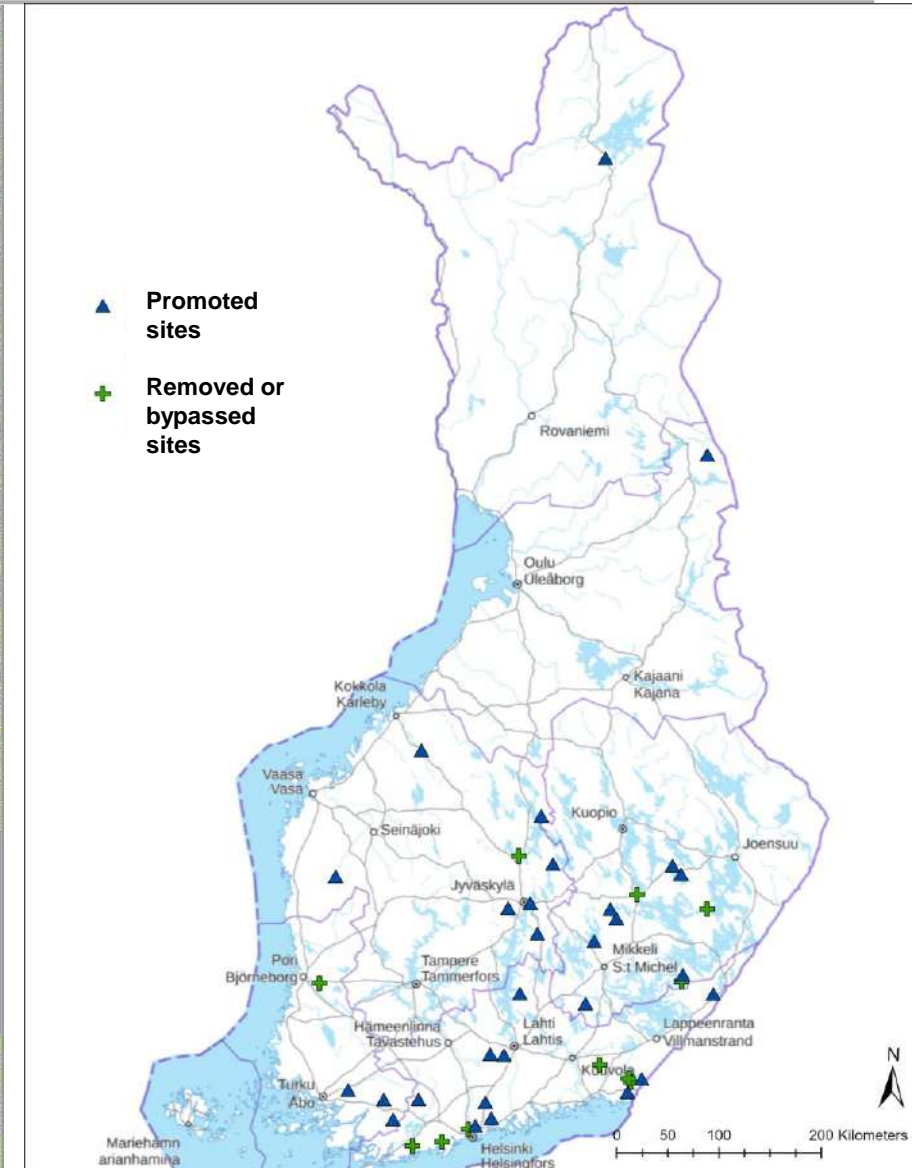 Promoted
sites
Removed or
bypassed
sites
Rovaniemi
Oulu
Uleåborg
Kajaani
Kajana
Kokkola
Karleby
Vaasa
Vasa
Seinäjoki
Kuopio
Joensuu
Jyväskylä
Mikkeli
S:t Michel
Pori
Björneborg
Tampere
Tammerfors
Hämeenlinna
Tavastehus
Lahti
Lahtis
Lappeenranta
Villmanstrand
Kouvola
Turku
Åbo
N
Mariehamn
arianhamina
Helsinki
Helsingfors
0 50 100 200 Kilometers